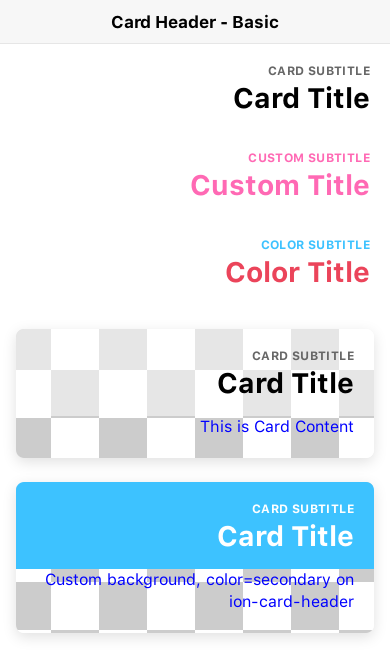 Card Header - Basic
CARD SUBTITLE
Card Title
CUSTOM SUBTITLE
Custom Title
COLOR SUBTITLE
Color Title
CARD SUBTITLE
Card Title
This is Card Content
CARD SUBTITLE
Card Title
Custom background, color=secondary on
ion-card-header